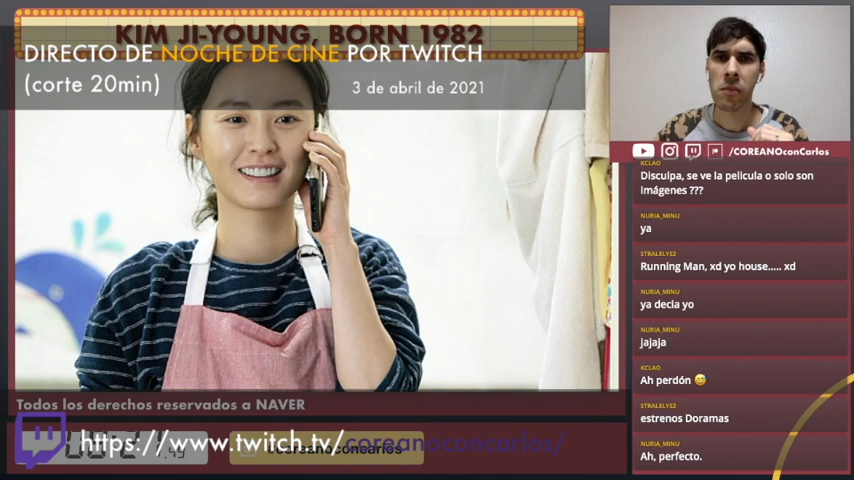 KIM JI-YOUNG, BORN 1982
DIRECTO DE NOCHE DE CINE POR TWITCH
(corte 20min)
3 de abril de 2021
/COREANOconCarlos
KCLAO
Disculpa, se ve la pelicula o solo son
imágenes ???
NURIA_MINU
ya
STRALELYS2
Running Man, xd yo house..... xd
NURIA_MINU
ya decia yo
NURIA_MINU
jajaja
KCLAO
Ah perdón 😅
STRALELYS2
estrenos Doramas
NURIA_MINU
Ah, perfecto.
Todos los derechos reservados a NAVER
https://www.twitch.tv/coreanoconcarlos/
coreanoconcarlos